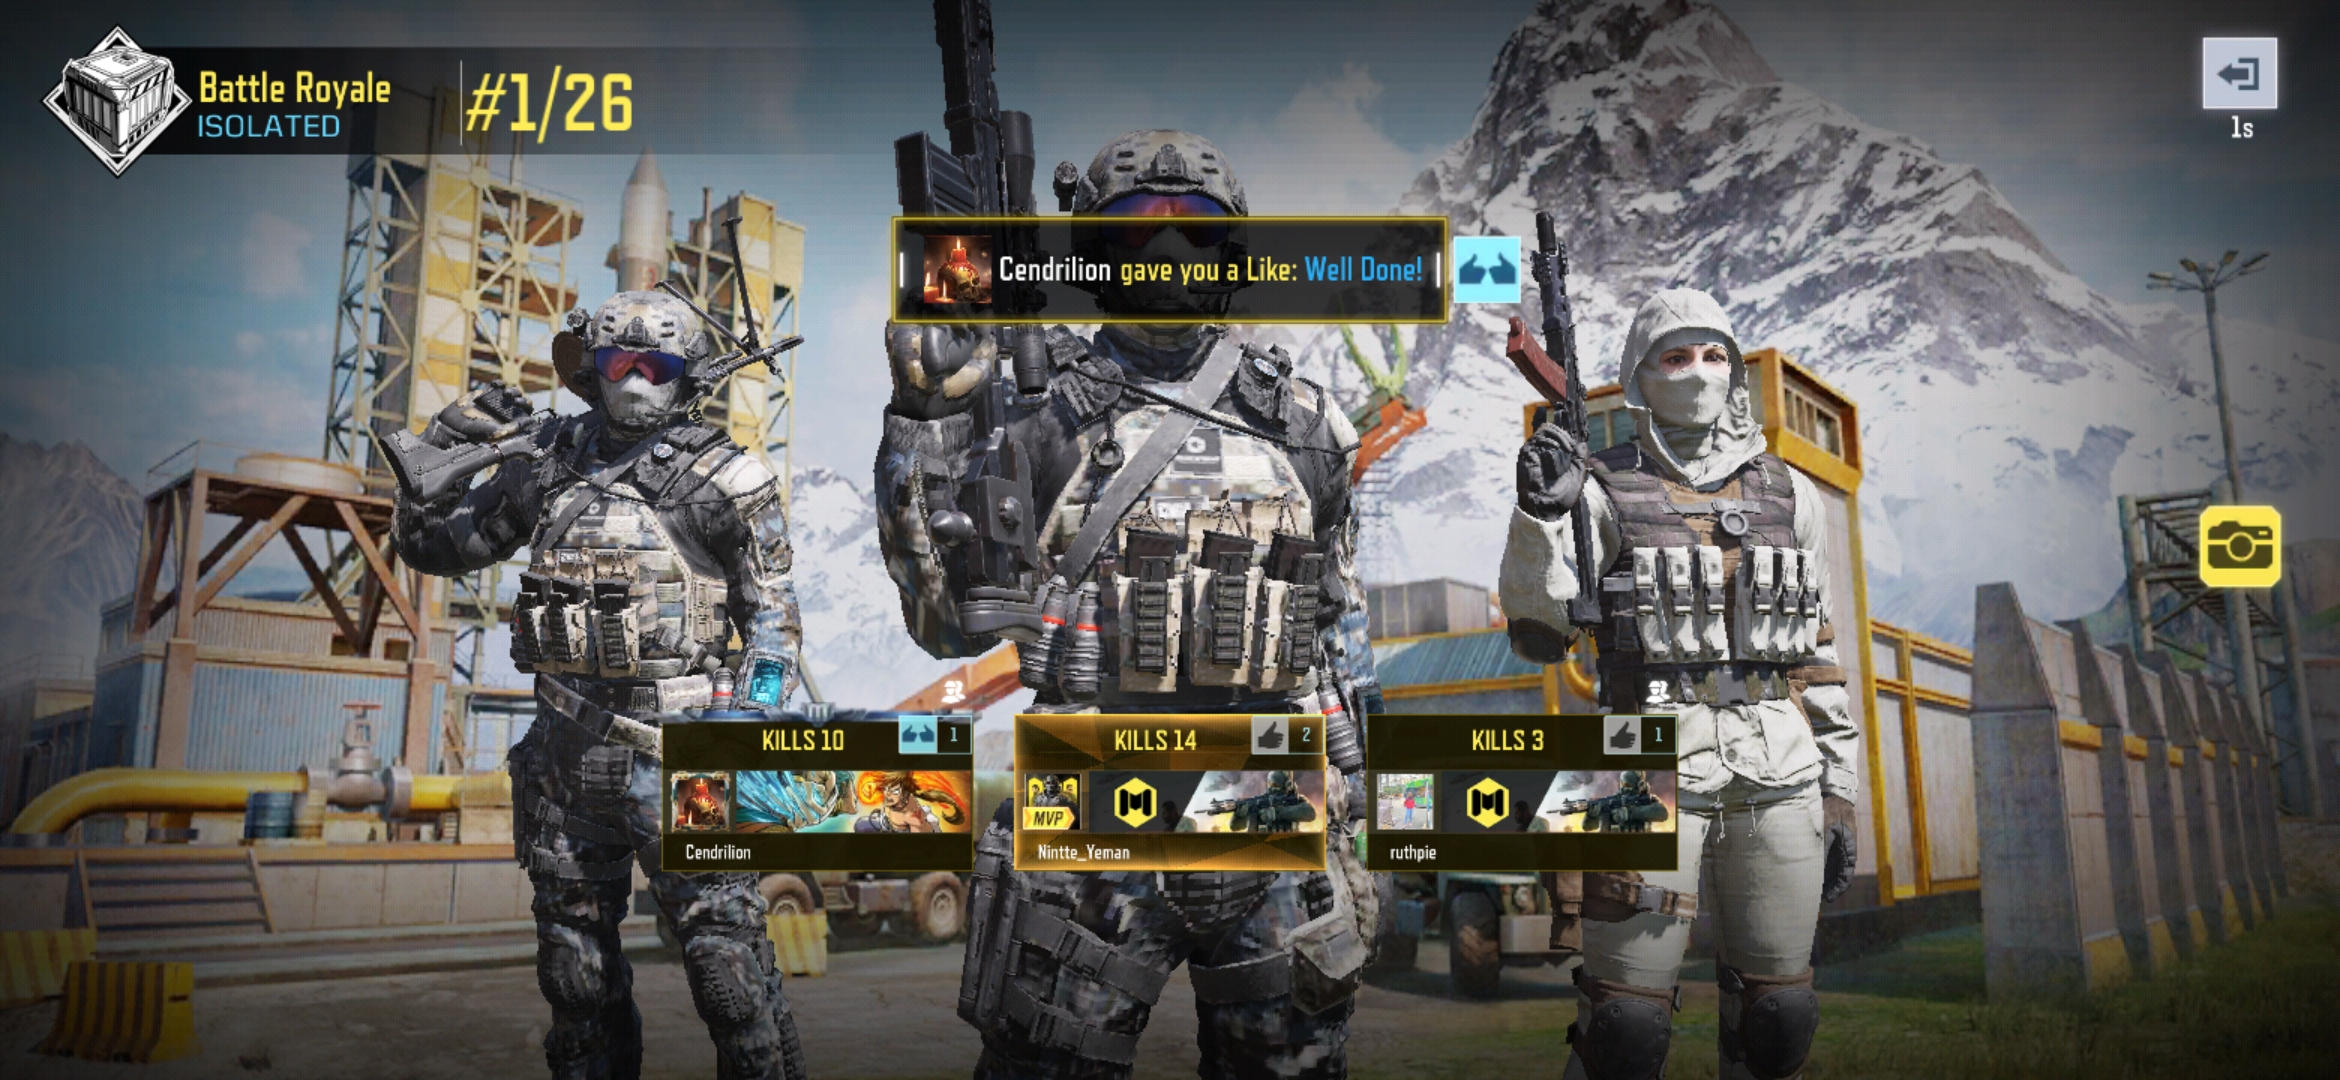 Battle Royale
ISOLATED
#1/26
1s
Cendrilion gave you a Like: Well Done!
KILLS 10
1
Cendrilion
KILLS 14
2
MVP
Nintte_Yeman
KILLS 3
1
ruthpie